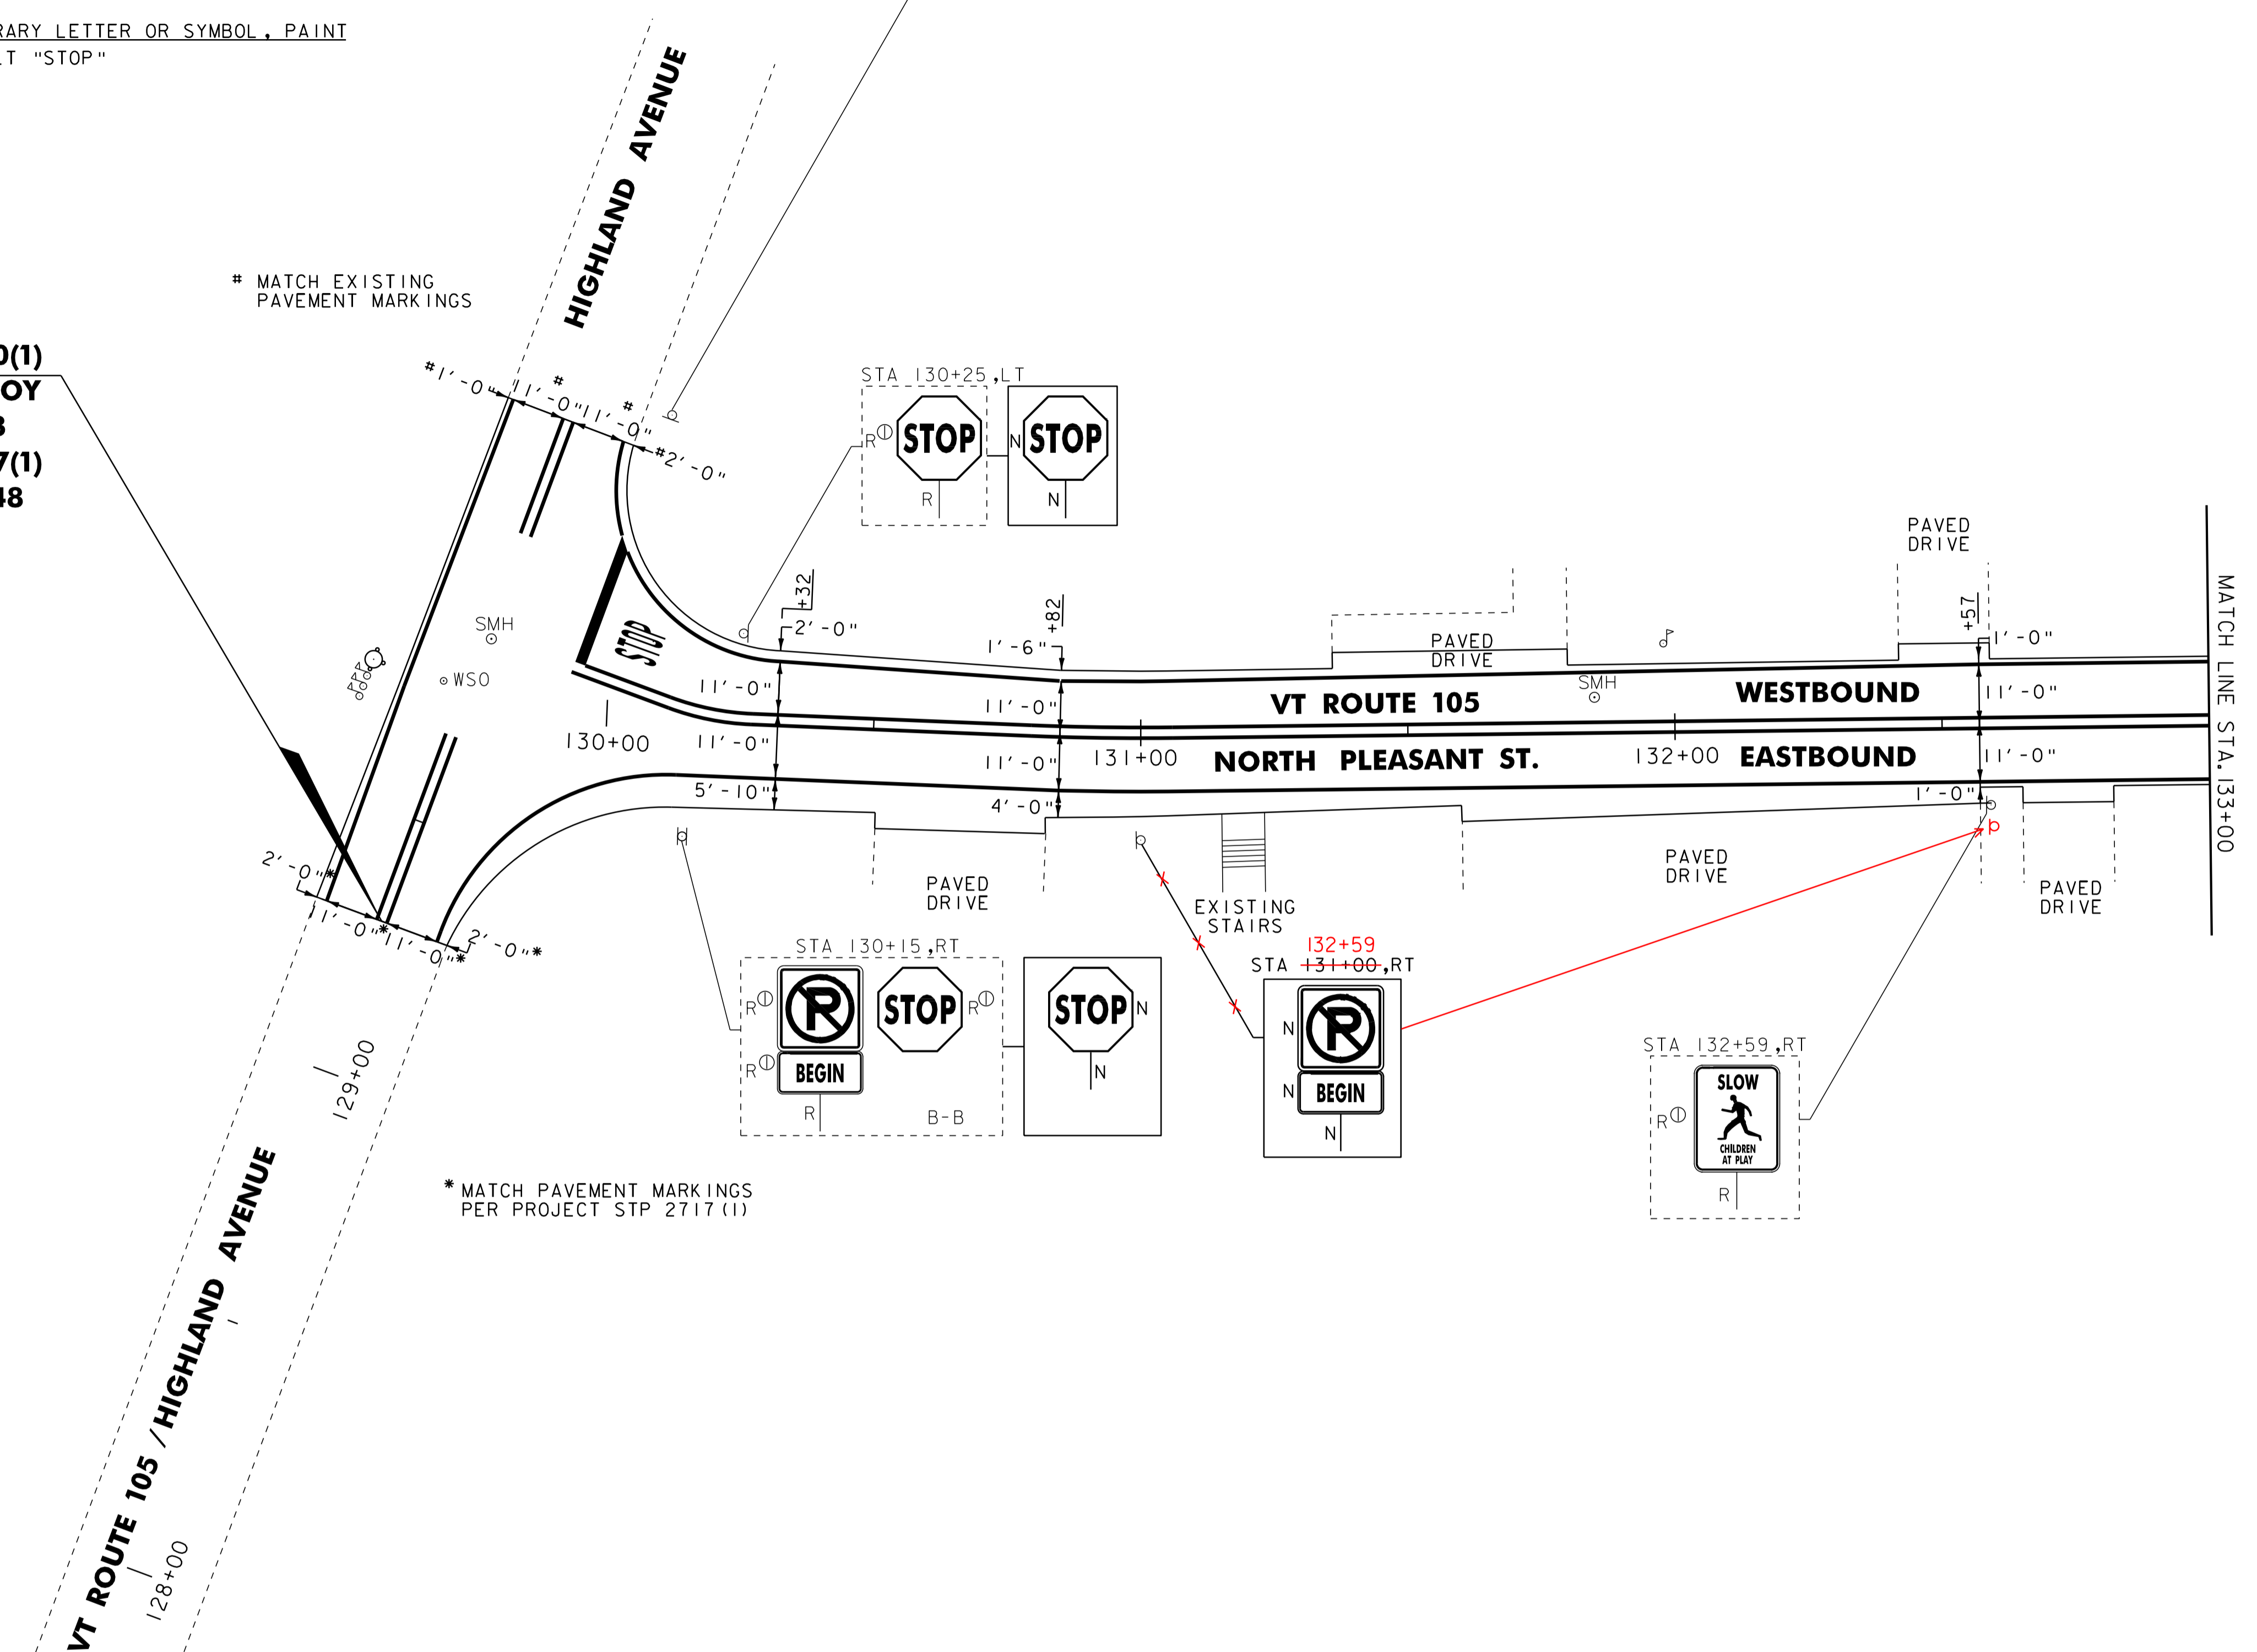 RARY LETTER OR SYMBOL, PAINT
LT "STOP"
HIGHLAND AVENUE
# MATCH EXISTING
PAVEMENT MARKINGS
0(1)
OY
7(1)
48
#1'-0"
11'-0"
#
11'-0"
#
#2'-0"
STA 130+25,LT
R
STOP
R
N
STOP
N
SMH
WSO
STOP
+32
2'-0"
+82
1'-6"
PAVED
DRIVE
PAVED
DRIVE
+57
1'-0"
MATCH LINE STA. 133+00
11'-0"
11'-0"
VT ROUTE 105
SMH
WESTBOUND
11'-0"
130+00
11'-0"
11'-0"
131+00
NORTH PLEASANT ST.
132+00
EASTBOUND
11'-0"
5'-10"
4'-0"
1'-0"
2'-0"*
11'-0"*
11'-0"*
2'-0"*
PAVED
DRIVE
EXISTING
STAIRS
PAVED
DRIVE
PAVED
DRIVE
STA 130+15,RT
R
P
R
BEGIN
R
STOP
R
B-B
STOP
N
N
132+59
STA 131+00,RT
N
P
N
BEGIN
N
STA 132+59,RT
R
SLOW
CHILDREN
AT PLAY
R
129+00
* MATCH PAVEMENT MARKINGS
PER PROJECT STP 2717(1)
VT ROUTE 105 / HIGHLAND AVENUE
128+00